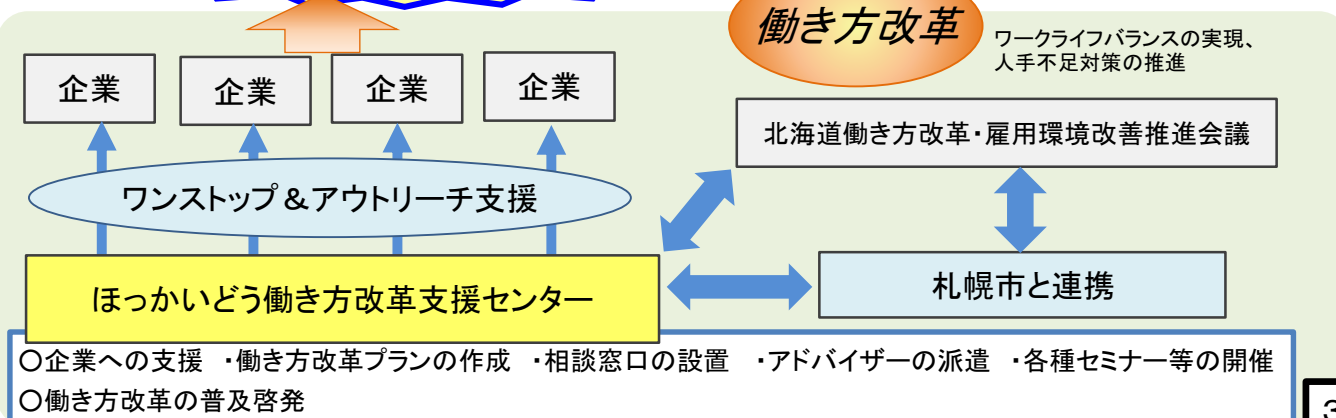 働き方改革
ワークライフバランスの実現、
人手不足対策の推進
企業
企業
企業
企業
北海道働き方改革・雇用環境改善推進会議
ワンストップ＆アウトリーチ支援
ほっかいどう働き方改革支援センター
札幌市と連携
○企業への支援　・働き方改革プランの作成　・相談窓口の設置　・アドバイザーの派遣　・各種セミナー等の開催
○働き方改革の普及啓発